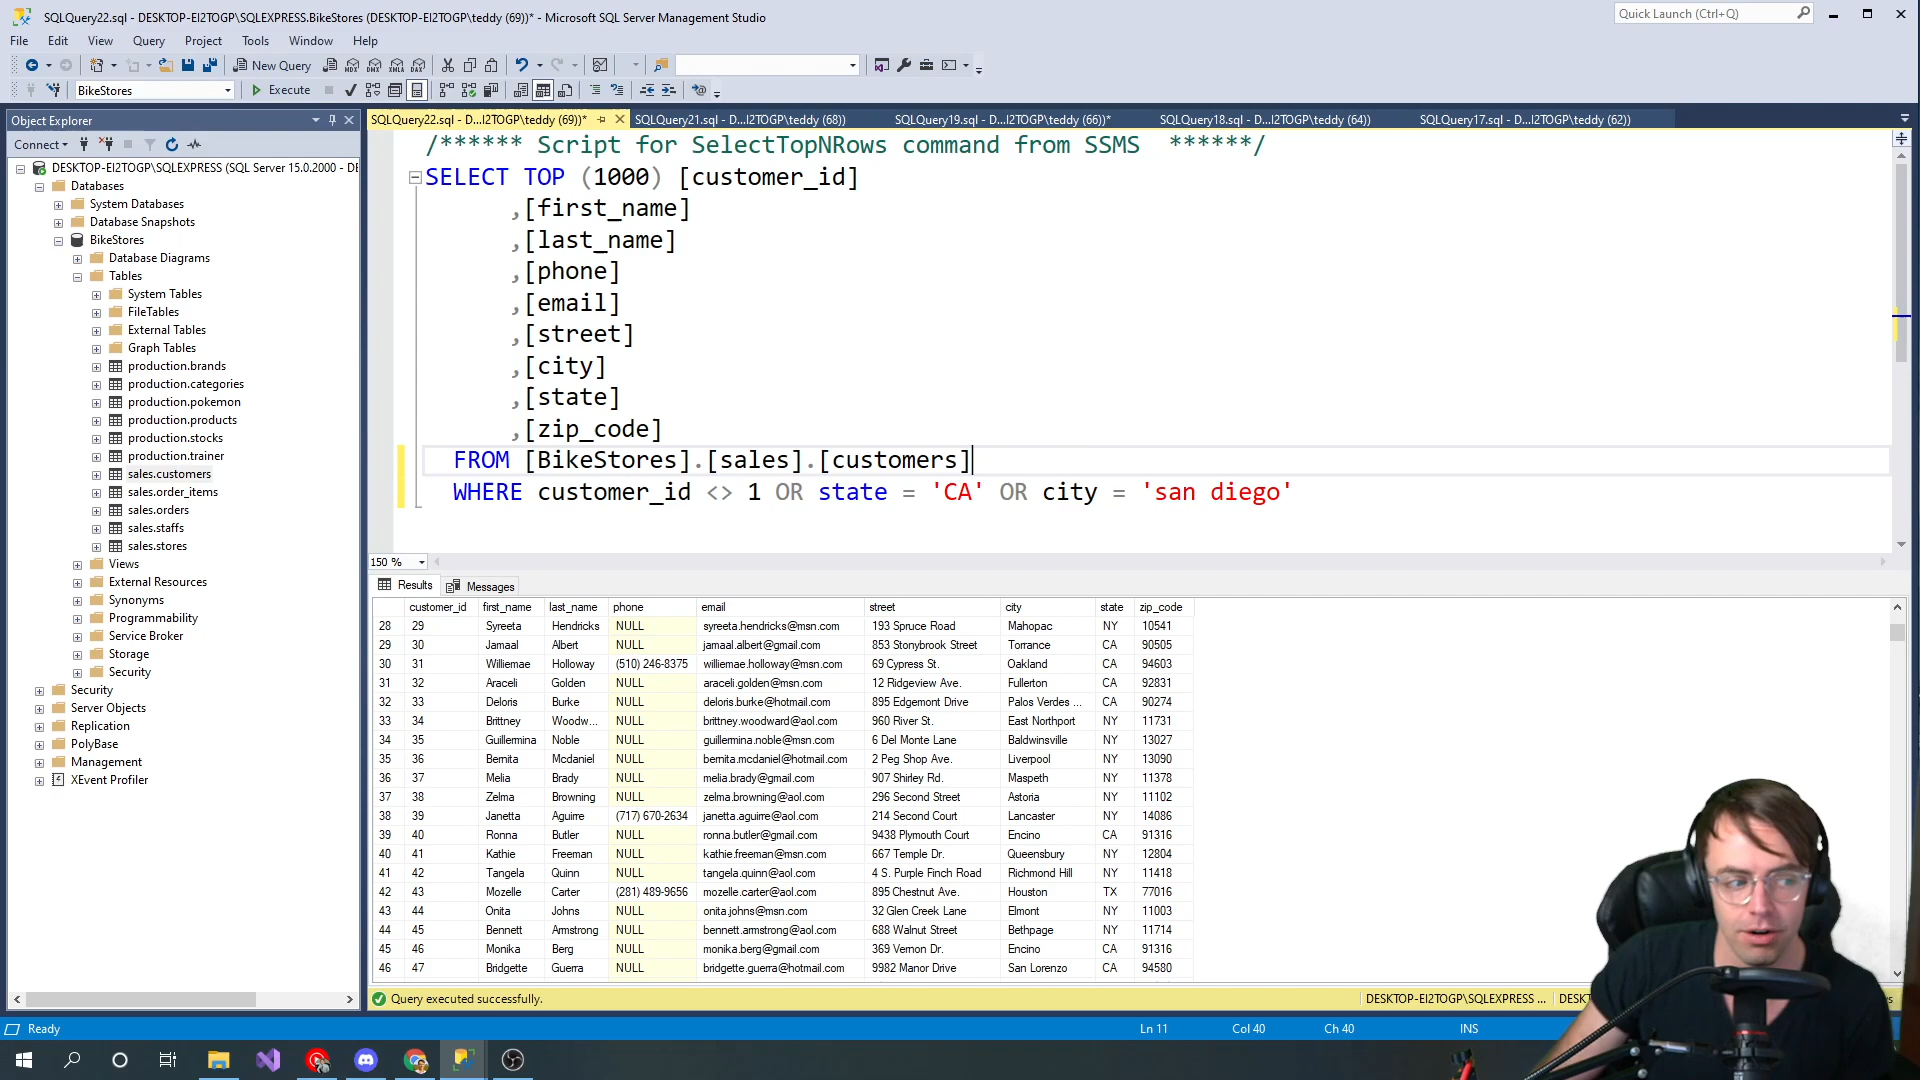 SQLQuery22.sql - DESKTOP-EI2TOGP\SQLEXPRESS.BikeStores (DESKTOP-EI2TOGP\teddy (69))* - Microsoft SQL Server Management Studio
Quick Launch (Ctrl+Q)
File Edit View Query Project Tools Window Help
New Query
MDX DMX XMLA DAX
BikeStores
Execute
Object Explorer
SQLQuery22.sql - D...I2TOGP\teddy (69))*
SQLQuery21.sql - D...I2TOGP\teddy (68))
SQLQuery19.sql - D...I2TOGP\teddy (66))*
SQLQuery18.sql - D...I2TOGP\teddy (64))
SQLQuery17.sql - D...I2TOGP\teddy (62))
Connect
DESKTOP-EI2TOGP\SQLEXPRESS (SQL Server 15.0.2000 - DE
Databases
System Databases
Database Snapshots
BikeStores
Database Diagrams
Tables
System Tables
FileTables
External Tables
Graph Tables
production.brands
production.categories
production.pokemon
production.products
production.stocks
production.trainer
sales.customers
sales.order_items
sales.orders
sales.staffs
sales.stores
Views
External Resources
Synonyms
Programmability
Service Broker
Storage
Security
Security
Server Objects
Replication
PolyBase
Management
XEvent Profiler
/****** Script for SelectTopNRows command from SSMS  ******/
SELECT TOP (1000) [customer_id]
,[first_name]
,[last_name]
,[phone]
,[email]
,[street]
,[city]
,[state]
,[zip_code]
FROM [BikeStores].[sales].[customers]
WHERE customer_id <> 1 OR state = 'CA' OR city = 'san diego'
150 %
Results Messages
customer_id first_name last_name phone email street city state zip_code
28 29 Syreeta Hendricks NULL syreeta.hendricks@msn.com 193 Spruce Road Mahopac NY 10541
29 30 Jamaal Albert NULL jamaal.albert@gmail.com 853 Stonybrook Street Torrance CA 90505
30 31 Williemae Holloway (510) 246-8375 williemae.holloway@msn.com 69 Cypress St. Oakland CA 94603
31 32 Araceli Golden NULL araceli.golden@msn.com 12 Ridgeview Ave. Fullerton CA 92831
32 33 Deloris Burke NULL deloris.burke@hotmail.com 895 Edgemont Drive Palos Verdes ... CA 90274
33 34 Brittney Woodw... NULL brittney.woodward@aol.com 960 River St. East Northport NY 11731
34 35 Guillermina Noble NULL guillermina.noble@msn.com 6 Del Monte Lane Baldwinsville NY 13027
35 36 Bernita Mcdaniel NULL bernita.mcdaniel@hotmail.com 2 Peg Shop Ave. Liverpool NY 13090
36 37 Melia Brady NULL melia.brady@gmail.com 907 Shirley Rd. Maspeth NY 11378
37 38 Zelma Browning NULL zelma.browning@aol.com 296 Second Street Astoria NY 11102
38 39 Janetta Aguirre (717) 670-2634 janetta.aguirre@aol.com 214 Second Court Lancaster NY 14086
39 40 Ronna Butler NULL ronna.butler@gmail.com 9438 Plymouth Court Encino CA 91316
40 41 Kathie Freeman NULL kathie.freeman@msn.com 667 Temple Dr. Queensbury NY 12804
41 42 Tangela Quinn NULL tangela.quinn@aol.com 4 S. Purple Finch Road Richmond Hill NY 11418
42 43 Mozelle Carter (281) 489-9656 mozelle.carter@aol.com 895 Chestnut Ave. Houston TX 77016
43 44 Onita Johns NULL onita.johns@msn.com 32 Glen Creek Lane Elmont NY 11003
44 45 Bennett Armstrong NULL bennett.armstrong@aol.com 688 Walnut Street Bethpage NY 11714
45 46 Monika Berg NULL monika.berg@gmail.com 369 Vernon Dr. Encino CA 91316
46 47 Bridgette Guerra NULL bridgette.guerra@hotmail.com 9982 Manor Drive San Lorenzo CA 94580
Query executed successfully.
DESKTOP-EI2TOGP\SQLEXPRESS ...
Ready
Ln 11 Col 40 Ch 40 INS